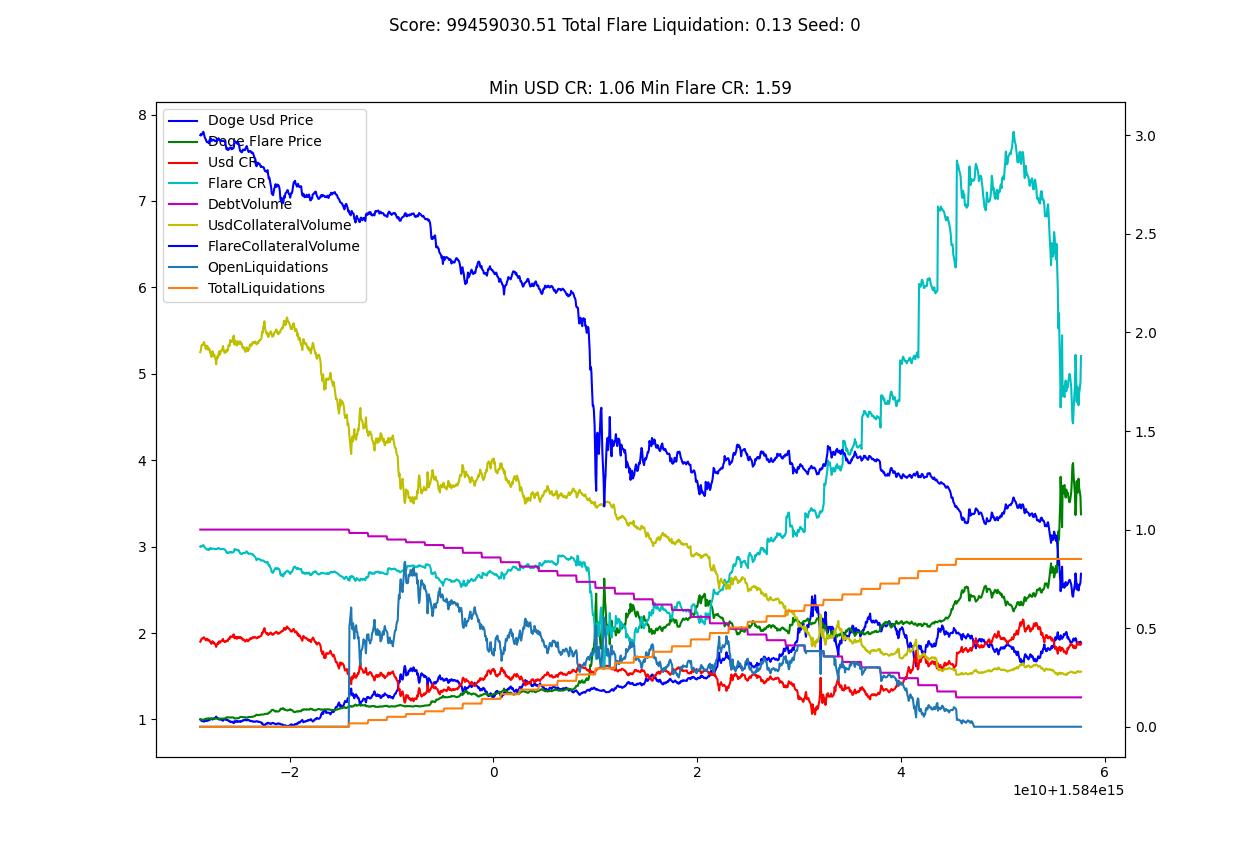 Score: 99459030.51 Total Flare Liquidation: 0.13 Seed: 0
Min USD CR: 1.06 Min Flare CR: 1.59
Doge Usd Price
Doge Flare Price
Usd CR
Flare CR
DebtVolume
UsdCollateralVolume
FlareCollateralVolume
OpenLiquidations
TotalLiquidations
8
7
6
5
4
3
2
1
3.0
2.5
2.0
1.5
1.0
0.5
0.0
−2 0 2 4 6
1e10+1.584e15